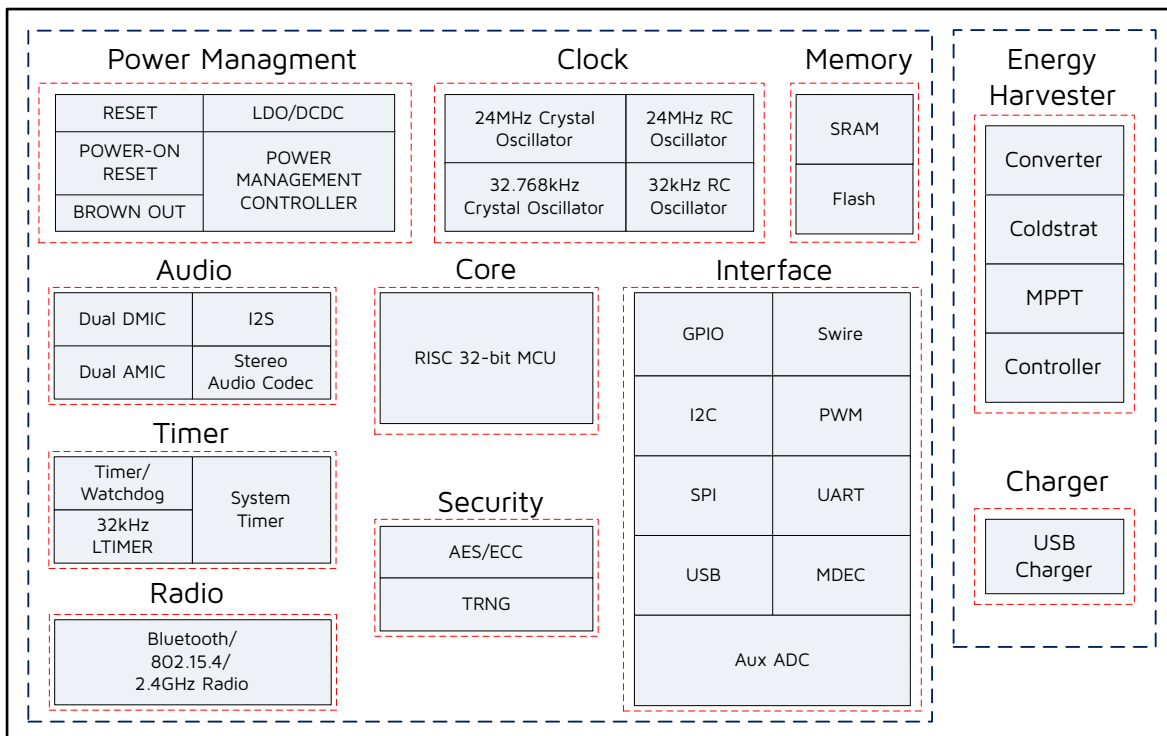 Power Managment
RESET
LDO/DCDC
POWER-ON
RESET
POWER
MANAGEMENT
CONTROLLER
BROWN OUT
Clock
24MHz Crystal
Oscillator
24MHz RC
Oscillator
32.768kHz
Crystal Oscillator
32kHz RC
Oscillator
Memory
SRAM
Flash
Energy
Harvester
Converter
Coldstrat
MPPT
Controller
Audio
Dual DMIC
I2S
Dual AMIC
Stereo
Audio Codec
Core
RISC 32-bit MCU
Interface
GPIO
Swire
I2C
PWM
SPI
UART
USB
MDEC
Aux ADC
Timer
Timer/
Watchdog
System
Timer
32kHz
LTIMER
Security
AES/ECC
TRNG
Charger
USB
Charger
Radio
Bluetooth/
802.15.4/
2.4GHz Radio